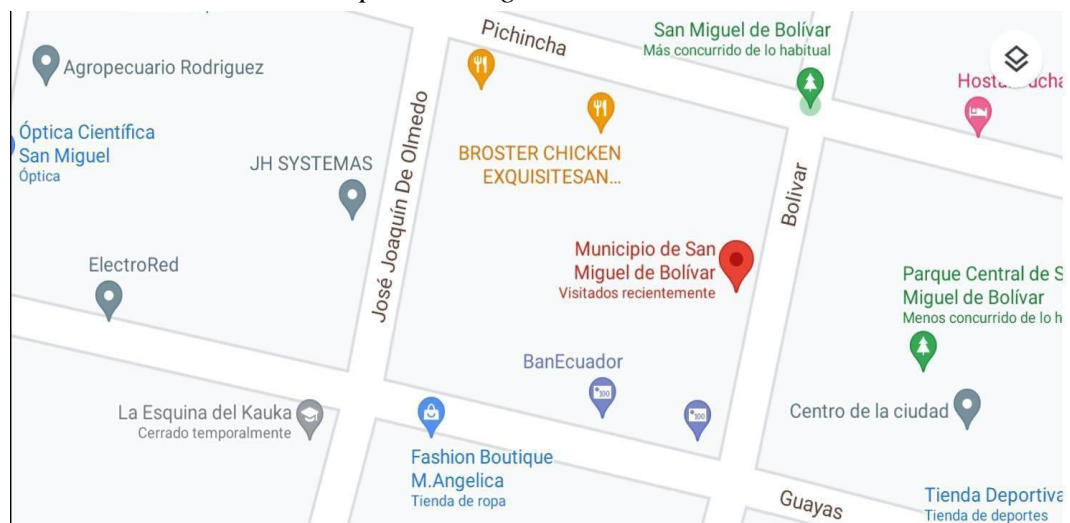 Pichincha
San Miguel de Bolívar
Más concurrido de lo habitual
Agropecuario Rodriguez
José Joaquín De Olmedo
Óptica Científica
San Miguel
Óptica
JH SYSTEMAS
BROSTER CHICKEN
EXQUISITESAN...
Bolivar
ElectroRed
Municipio de San
Miguel de Bolívar
Visitados recientemente
Parque Central de S
Miguel de Bolívar
Menos concurrido de lo h
BanEcuador
La Esquina del Kauka
Cerrado temporalmente
Centro de la ciudad
Fashion Boutique
M.Angelica
Tienda de ropa
Guayas
Tienda Deportiva
Tienda de deportes